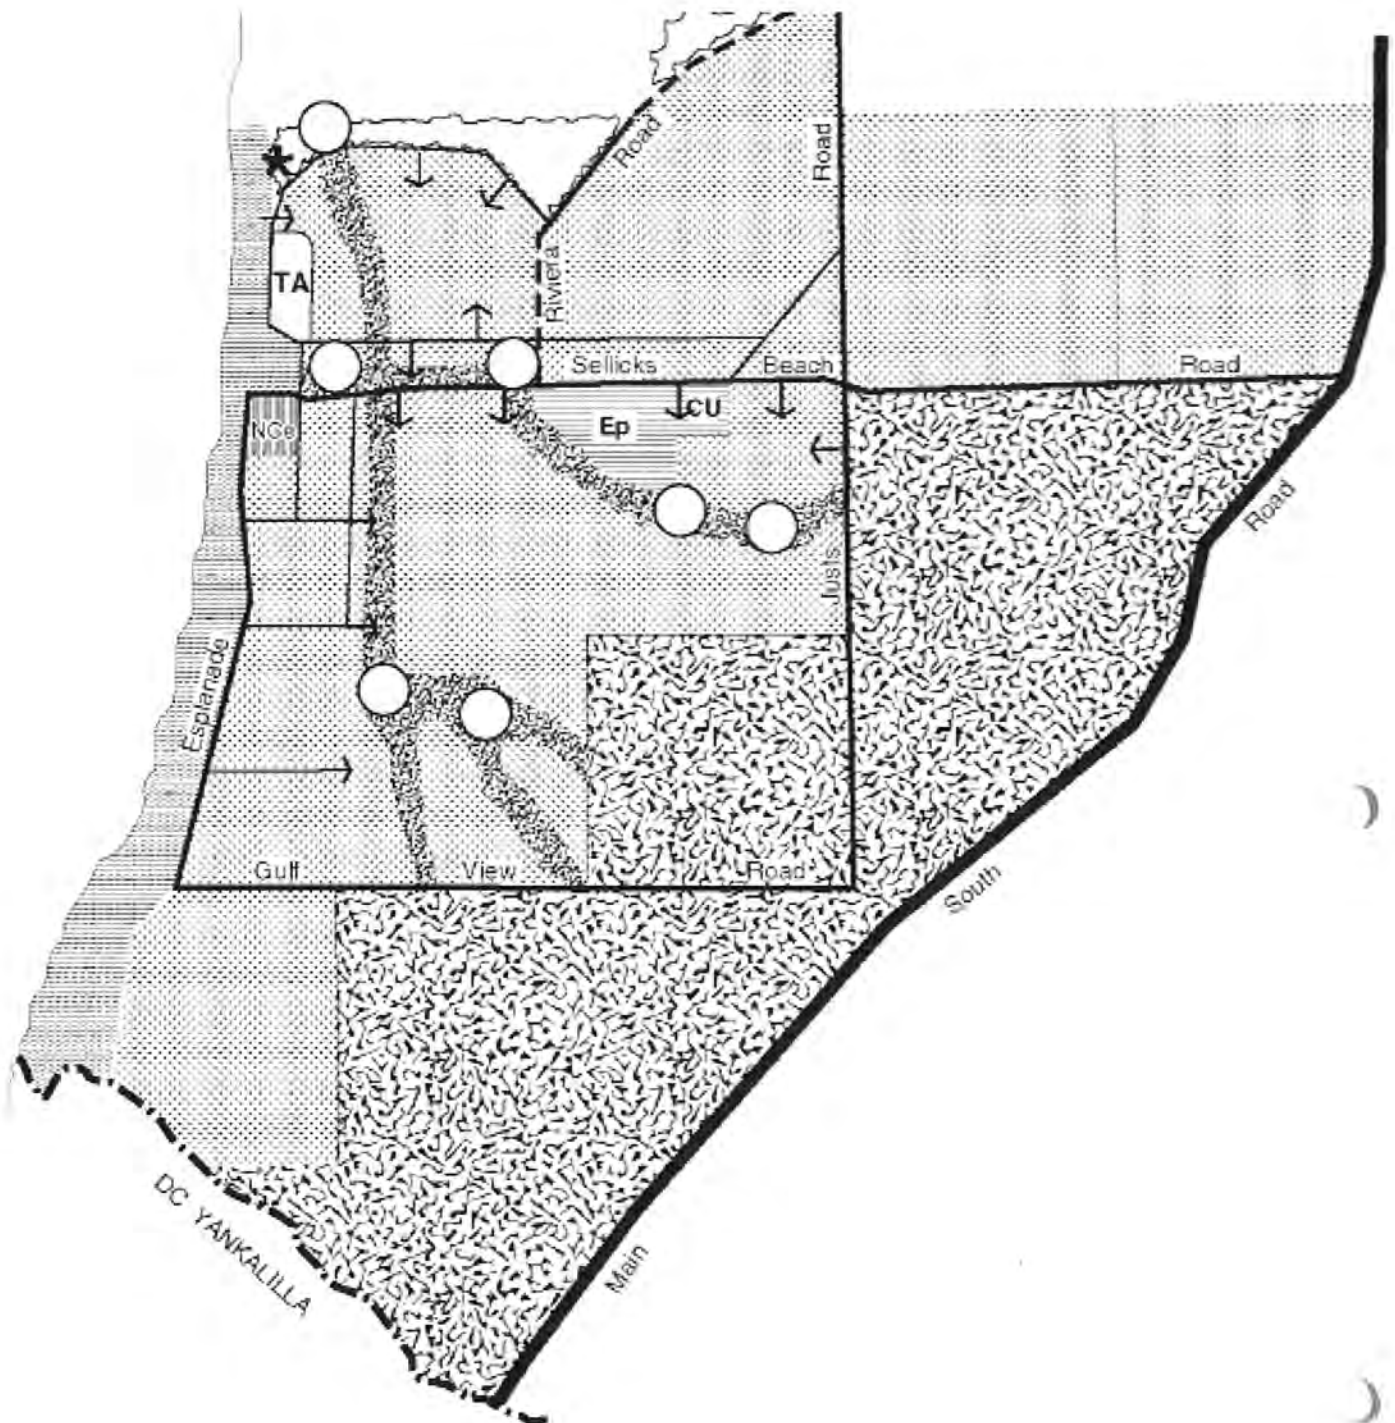 Road
Road
TA
Riviera
Sellicks
Beach
Road
CU
Ep
NCe
Road
Justs
Esplanade
Gulf
View
Road
South
DC YANKALILLA
Main